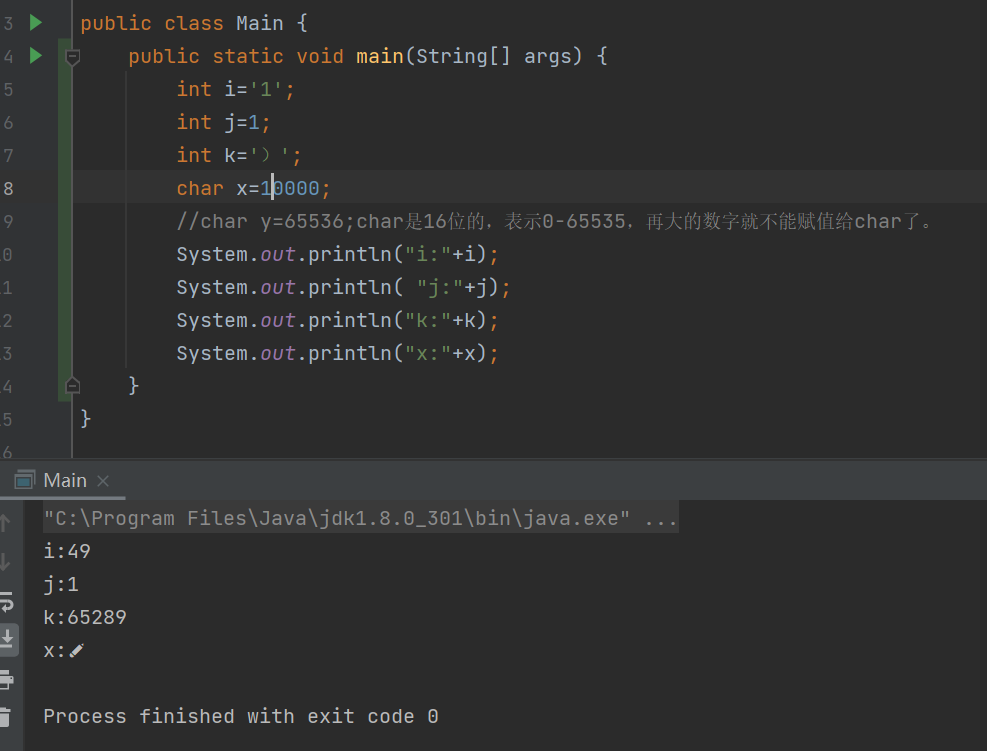 3 public class Main {
4 public static void main(String[] args) {
5 int i='1';
6 int j=1;
7 int k='）';
8 char x=10000;
9 //char y=65536;char是16位的，表示0-65535，再大的数字就不能赋值给char了。
0 System.out.println("i:"+i);
1 System.out.println( "j:"+j);
2 System.out.println("k:"+k);
3 System.out.println("x:"+x);
4 }
5 }
6
Main ×
"C:\Program Files\Java\jdk1.8.0_301\bin\java.exe" ...
i:49
j:1
k:65289
x:✐
Process finished with exit code 0